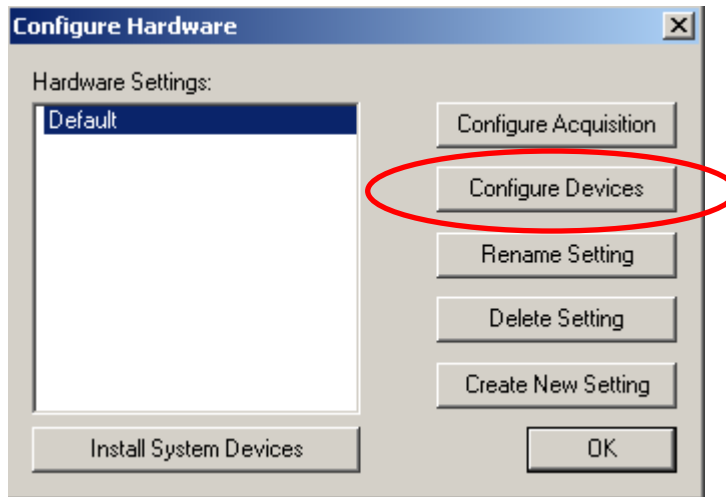 Configure Hardware
Hardware Settings:
Default
Configure Acquisition
Configure Devices
Rename Setting
Delete Setting
Create New Setting
Install System Devices
OK